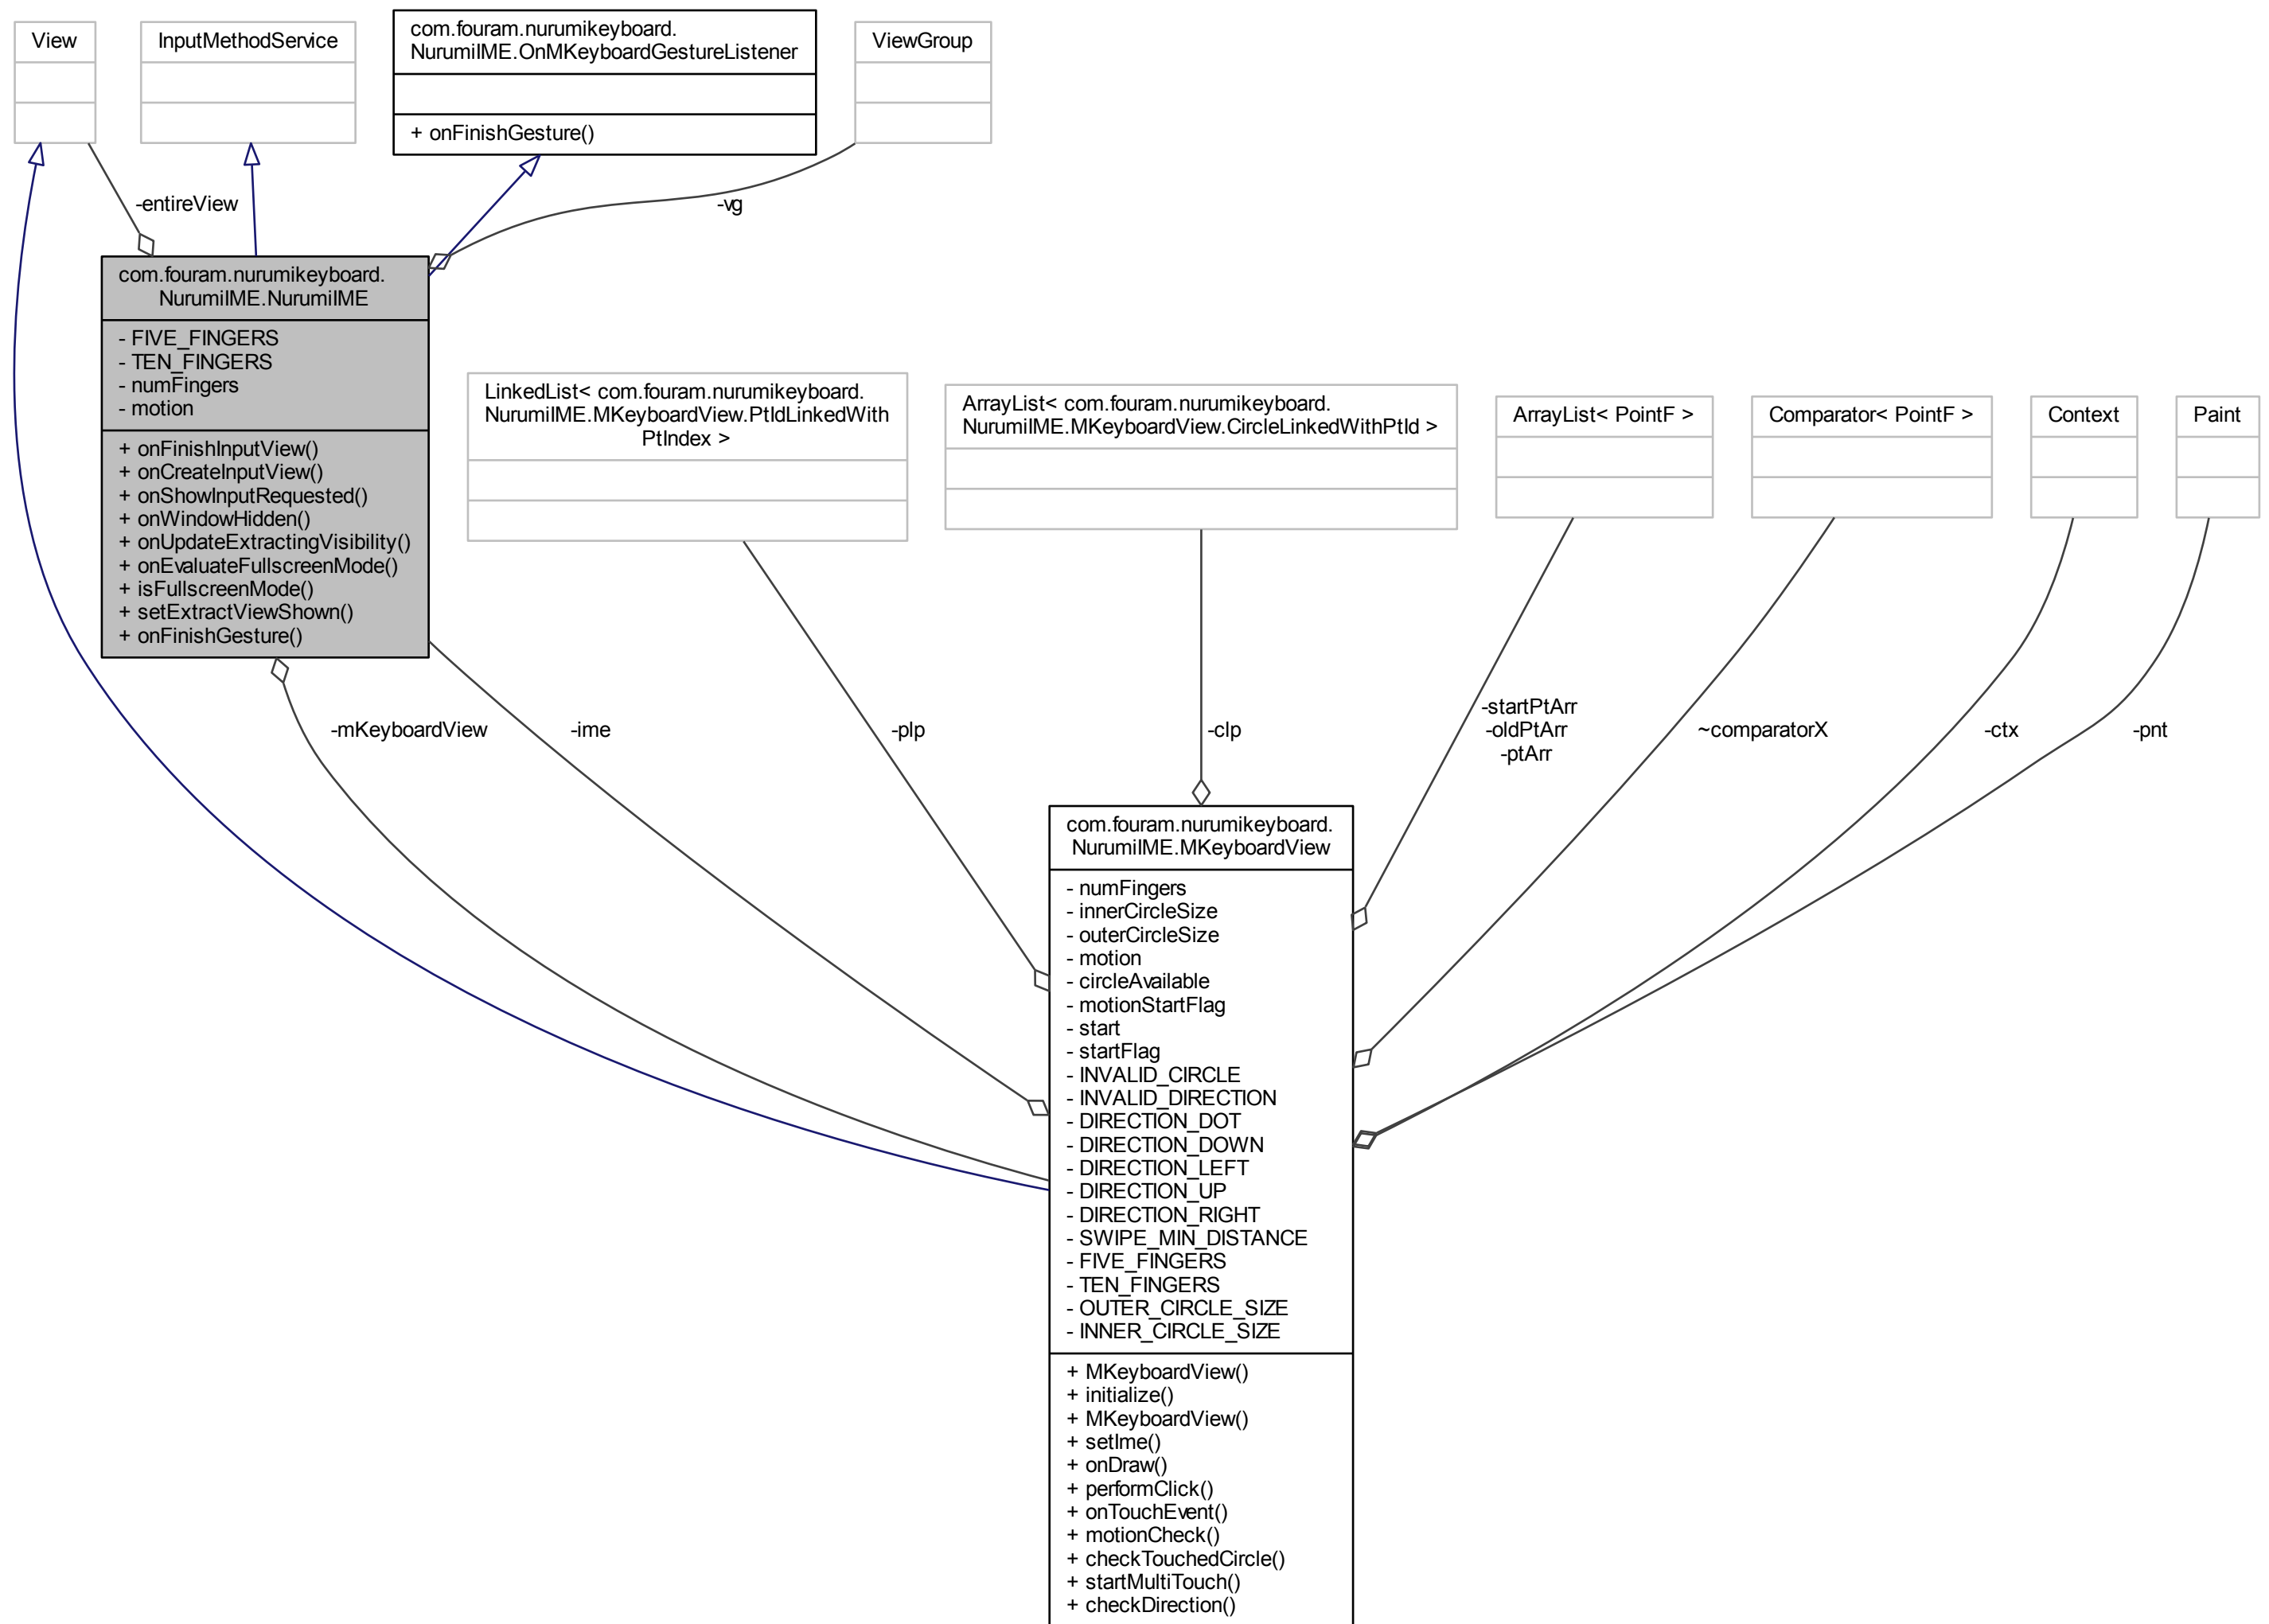 View
InputMethodService
com.fouram.nurumikeyboard.
NurumiIME.OnMKeyboardGestureListener
+ onFinishGesture()
ViewGroup
-entireView
-vg
com.fouram.nurumikeyboard.
NurumiIME.NurumiIME
- FIVE_FINGERS
- TEN_FINGERS
- numFingers
- motion
+ onFinishInputView()
+ onCreateInputView()
+ onShowInputRequested()
+ onWindowHidden()
+ onUpdateExtractingVisibility()
+ onEvaluateFullscreenMode()
+ isFullscreenMode()
+ setExtractViewShown()
+ onFinishGesture()
LinkedList< com.fouram.nurumikeyboard.
NurumiIME.MKeyboardView.PtIdLinkedWith
PtIndex >
ArrayList< com.fouram.nurumikeyboard.
NurumiIME.MKeyboardView.CircleLinkedWithPtId >
ArrayList< PointF >
Comparator< PointF >
Context
Paint
-mKeyboardView
-ime
-plp
-clp
-startPtArr
-oldPtArr
-ptArr
~comparatorX
-ctx
-pnt
com.fouram.nurumikeyboard.
NurumiIME.MKeyboardView
- numFingers
- innerCircleSize
- outerCircleSize
- motion
- circleAvailable
- motionStartFlag
- start
- startFlag
- INVALID_CIRCLE
- INVALID_DIRECTION
- DIRECTION_DOT
- DIRECTION_DOWN
- DIRECTION_LEFT
- DIRECTION_UP
- DIRECTION_RIGHT
- SWIPE_MIN_DISTANCE
- FIVE_FINGERS
- TEN_FINGERS
- OUTER_CIRCLE_SIZE
- INNER_CIRCLE_SIZE
+ MKeyboardView()
+ initialize()
+ MKeyboardView()
+ setIme()
+ onDraw()
+ performClick()
+ onTouchEvent()
+ motionCheck()
+ checkTouchedCircle()
+ startMultiTouch()
+ checkDirection()